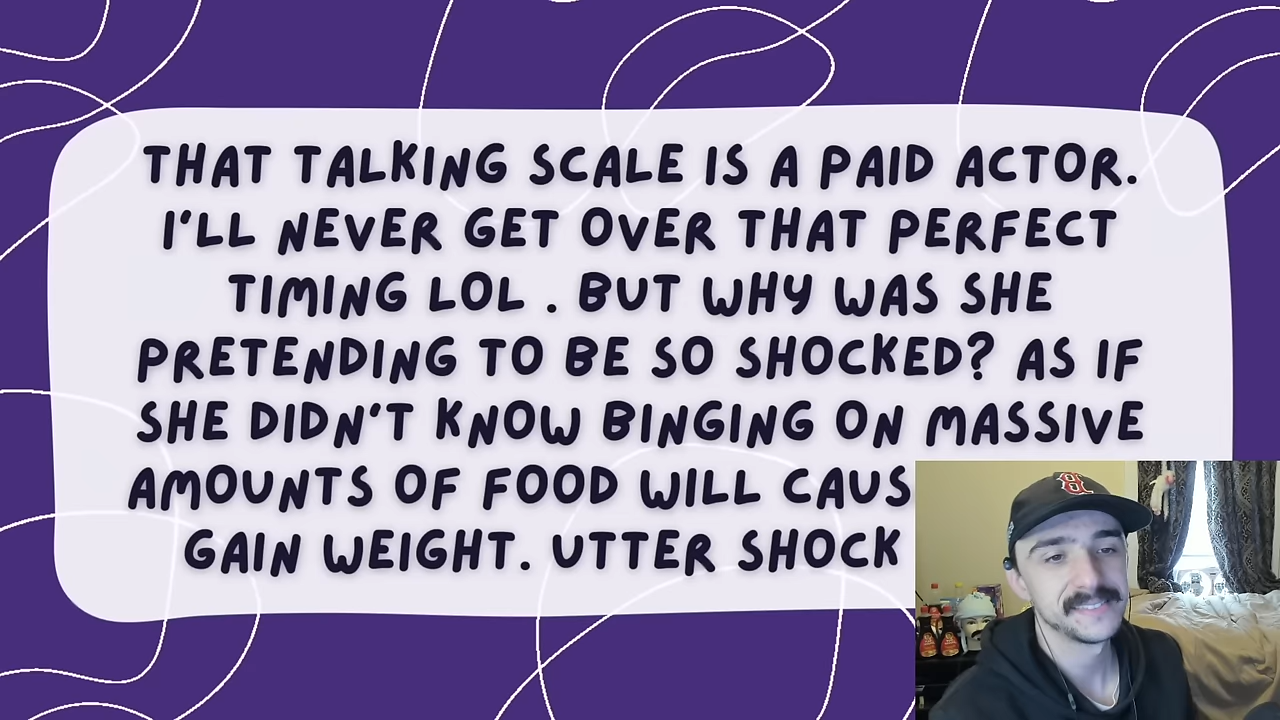 THAT TALKING SCALE IS A PAID ACTOR.
I'LL NEVER GET OVER THAT PERFECT
TIMING LOL . BUT WHY WAS SHE
PRETENDING TO BE SO SHOCKED? AS IF
SHE DIDN'T KNOW BINGING ON MASSIVE
AMOUNTS OF FOOD WILL CAUS
GAIN WEIGHT. UTTER SHOCK
B